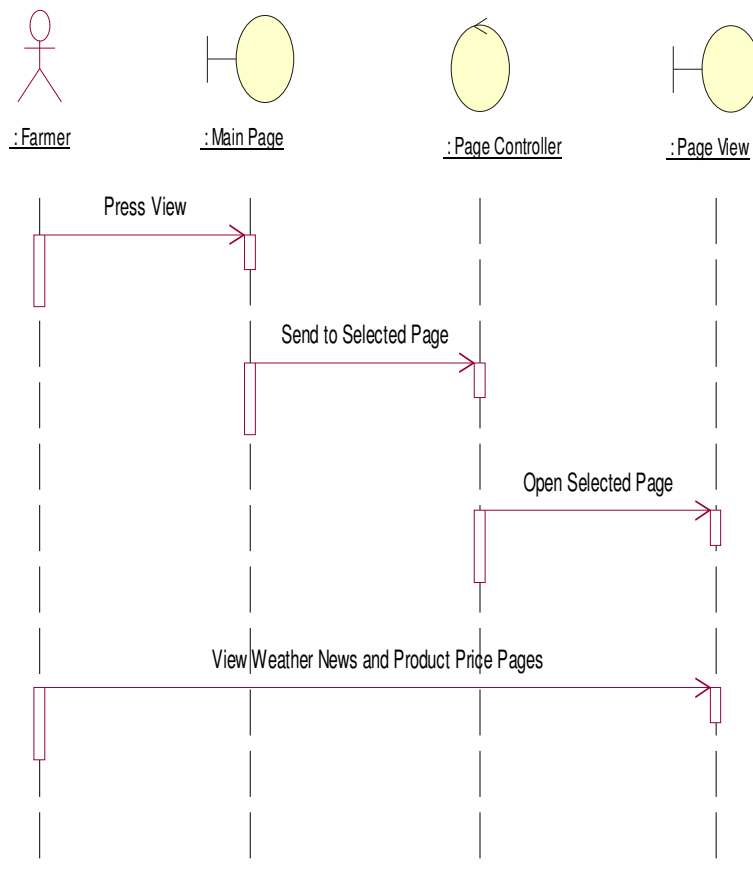 : Farmer
: Main Page
: Page Controller
: Page View
Press View
Send to Selected Page
Open Selected Page
View Weather News and Product Price Pages